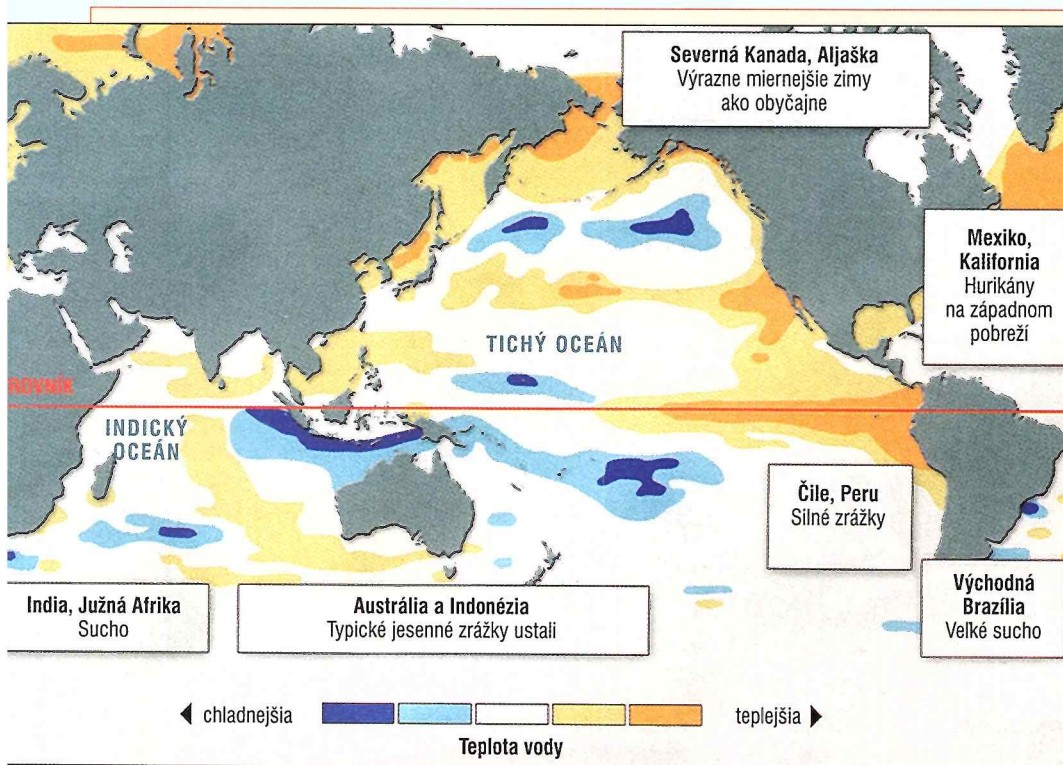 Severná Kanada, Aljaška
Výrazne miernejšie zimy
ako obyčajne
Mexiko,
Kalifornia
Hurikány
na západnom
pobreží
TICHÝ OCEÁN
ROVNÍK
INDICKÝ
OCEÁN
Čile, Peru
Silné zrážky
India, Južná Afrika
Sucho
Austrália a Indonézia
Typické jesenné zrážky ustali
Východná
Brazília
Veľké sucho
chladnejšia
teplejšia
Teplota vody